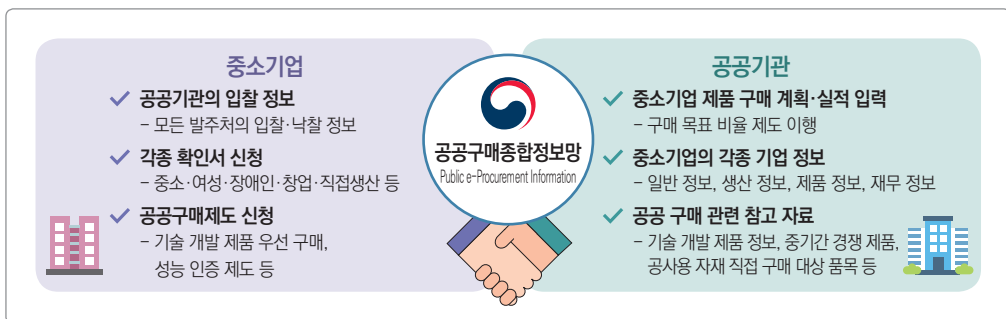 중소기업
공공기관의 입찰 정보
– 모든 발주처의 입찰·낙찰 정보
각종 확인서 신청
– 중소·여성·장애인·창업·직접생산 등
공공구매제도 신청
– 기술 개발 제품 우선 구매,
성능 인증 제도 등
공공구매종합정보망
Public e-Procurement Information
공공기관
중소기업 제품 구매 계획·실적 입력
– 구매 목표 비율 제도 이행
중소기업의 각종 기업 정보
– 일반 정보, 생산 정보, 제품 정보, 재무 정보
공공 구매 관련 참고 자료
– 기술 개발 제품 정보, 중기간 경쟁 제품,
공사용 자재 직접 구매 대상 품목 등